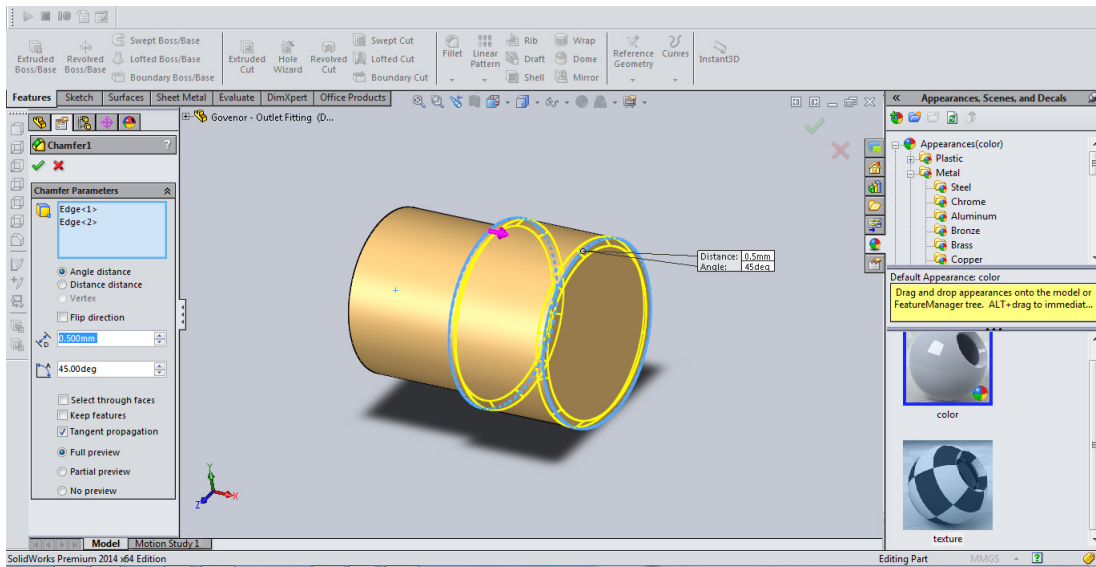 Extruded Boss/Base
Revolved Boss/Base
Swept Boss/Base
Lofted Boss/Base
Boundary Boss/Base
Extruded Cut
Hole Wizard
Revolved Cut
Swept Cut
Lofted Cut
Boundary Cut
Fillet
Linear Pattern
Rib
Draft
Shell
Wrap
Dome
Mirror
Reference Geometry
Curves
Instant3D
Features Sketch Surfaces Sheet Metal Evaluate DimXpert Office Products
Govenor - Outlet Fitting (D...
Chamfer1 ?
Chamfer Parameters
Edge<1>
Edge<2>
Angle distance
Distance distance
Vertex
Flip direction
D 0.500mm
A 45.00deg
Select through faces
Keep features
Tangent propagation
Full preview
Partial preview
No preview
Distance: 0.5mm
Angle: 45deg
Y
X
Z
« Appearances, Scenes, and Decals
Appearances(color)
Plastic
Metal
Steel
Chrome
Aluminum
Bronze
Brass
Copper
Default Appearance: color
Drag and drop appearances onto the model or
FeatureManager tree. ALT+drag to immediat...
color
texture
Model Motion Study 1
SolidWorks Premium 2014 x64 Edition
Editing Part MMGS ?